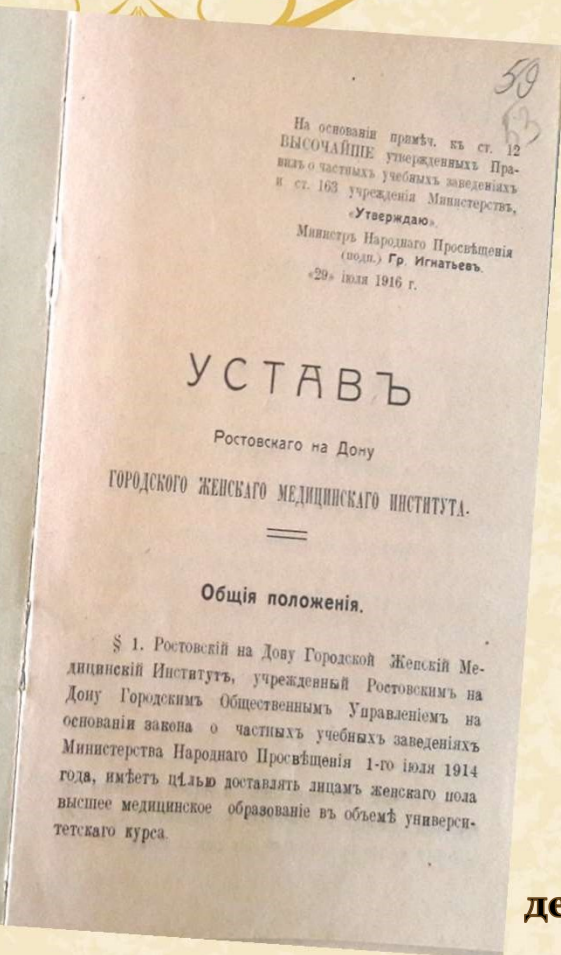 59
53
На основаніи примѣч. къ ст. 12
ВЫСОЧАЙШЕ утвержденныхъ Пра-
вилъ о частныхъ учебныхъ заведеніяхъ
и ст. 163 учрежденія Министерствъ,
«Утверждаю».
Министръ Народнаго Просвѣщенія
(подп.) Гр. Игнатьевъ.
«29» іюля 1916 г.
УСТАВЪ
Ростовскаго на Дону
ГОРОДСКОГО ЖЕНСКАГО МЕДИЦИНСКАГО ИНСТИТУТА.
Общія положенія.
§ 1. Ростовскій на Дону Городской Женскій Ме-
дицинскій Институтъ, учрежденный Ростовскимъ на
Дону Городскимъ Общественнымъ Управленіемъ на
основаніи закона о частныхъ учебныхъ заведеніяхъ
Министерства Народнаго Просвѣщенія 1-го іюля 1914
года, имѣетъ цѣлью доставлять лицамъ женскаго пола
высшее медицинское образованіе въ объемѣ универси-
тетскаго курса.
де